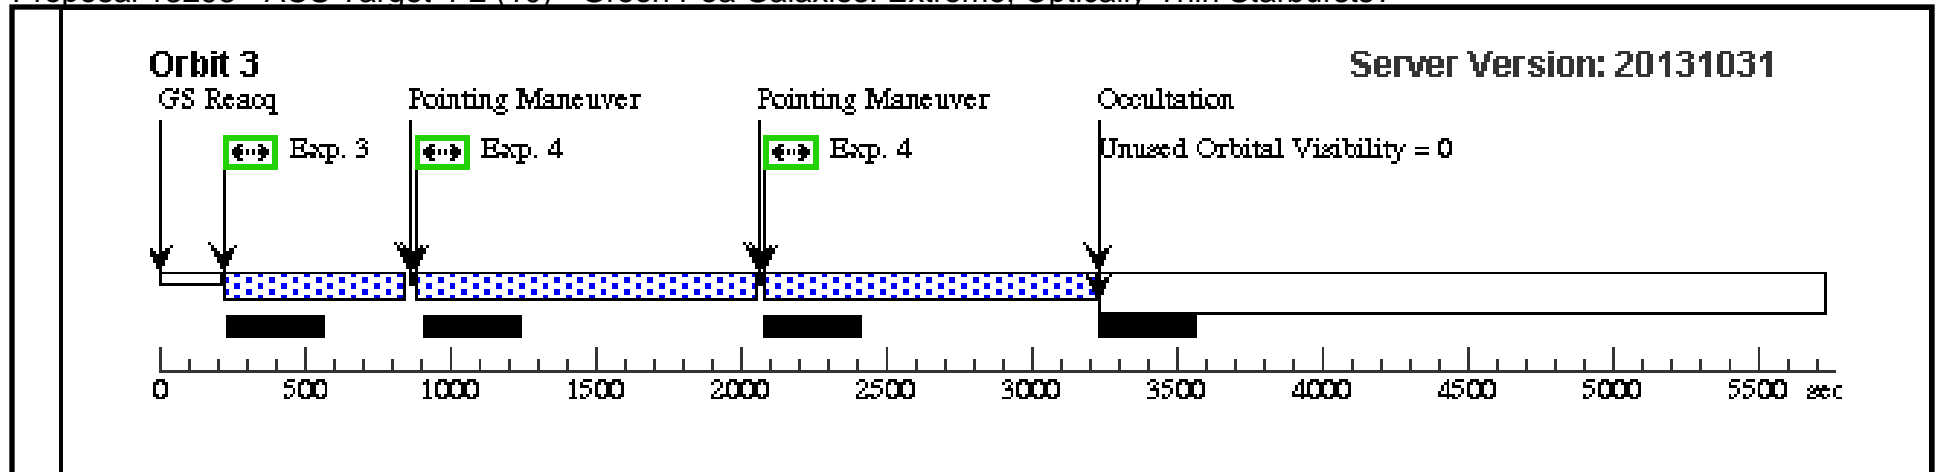 Orbit 3
Server Version: 20131031
GS Reacq
Pointing Maneuver
Pointing Maneuver
Occultation
Exp. 3
Exp. 4
Exp. 4
Unused Orbital Visibility = 0
0 500 1000 1500 2000 2500 3000 3500 4000 4500 5000 5500 sec